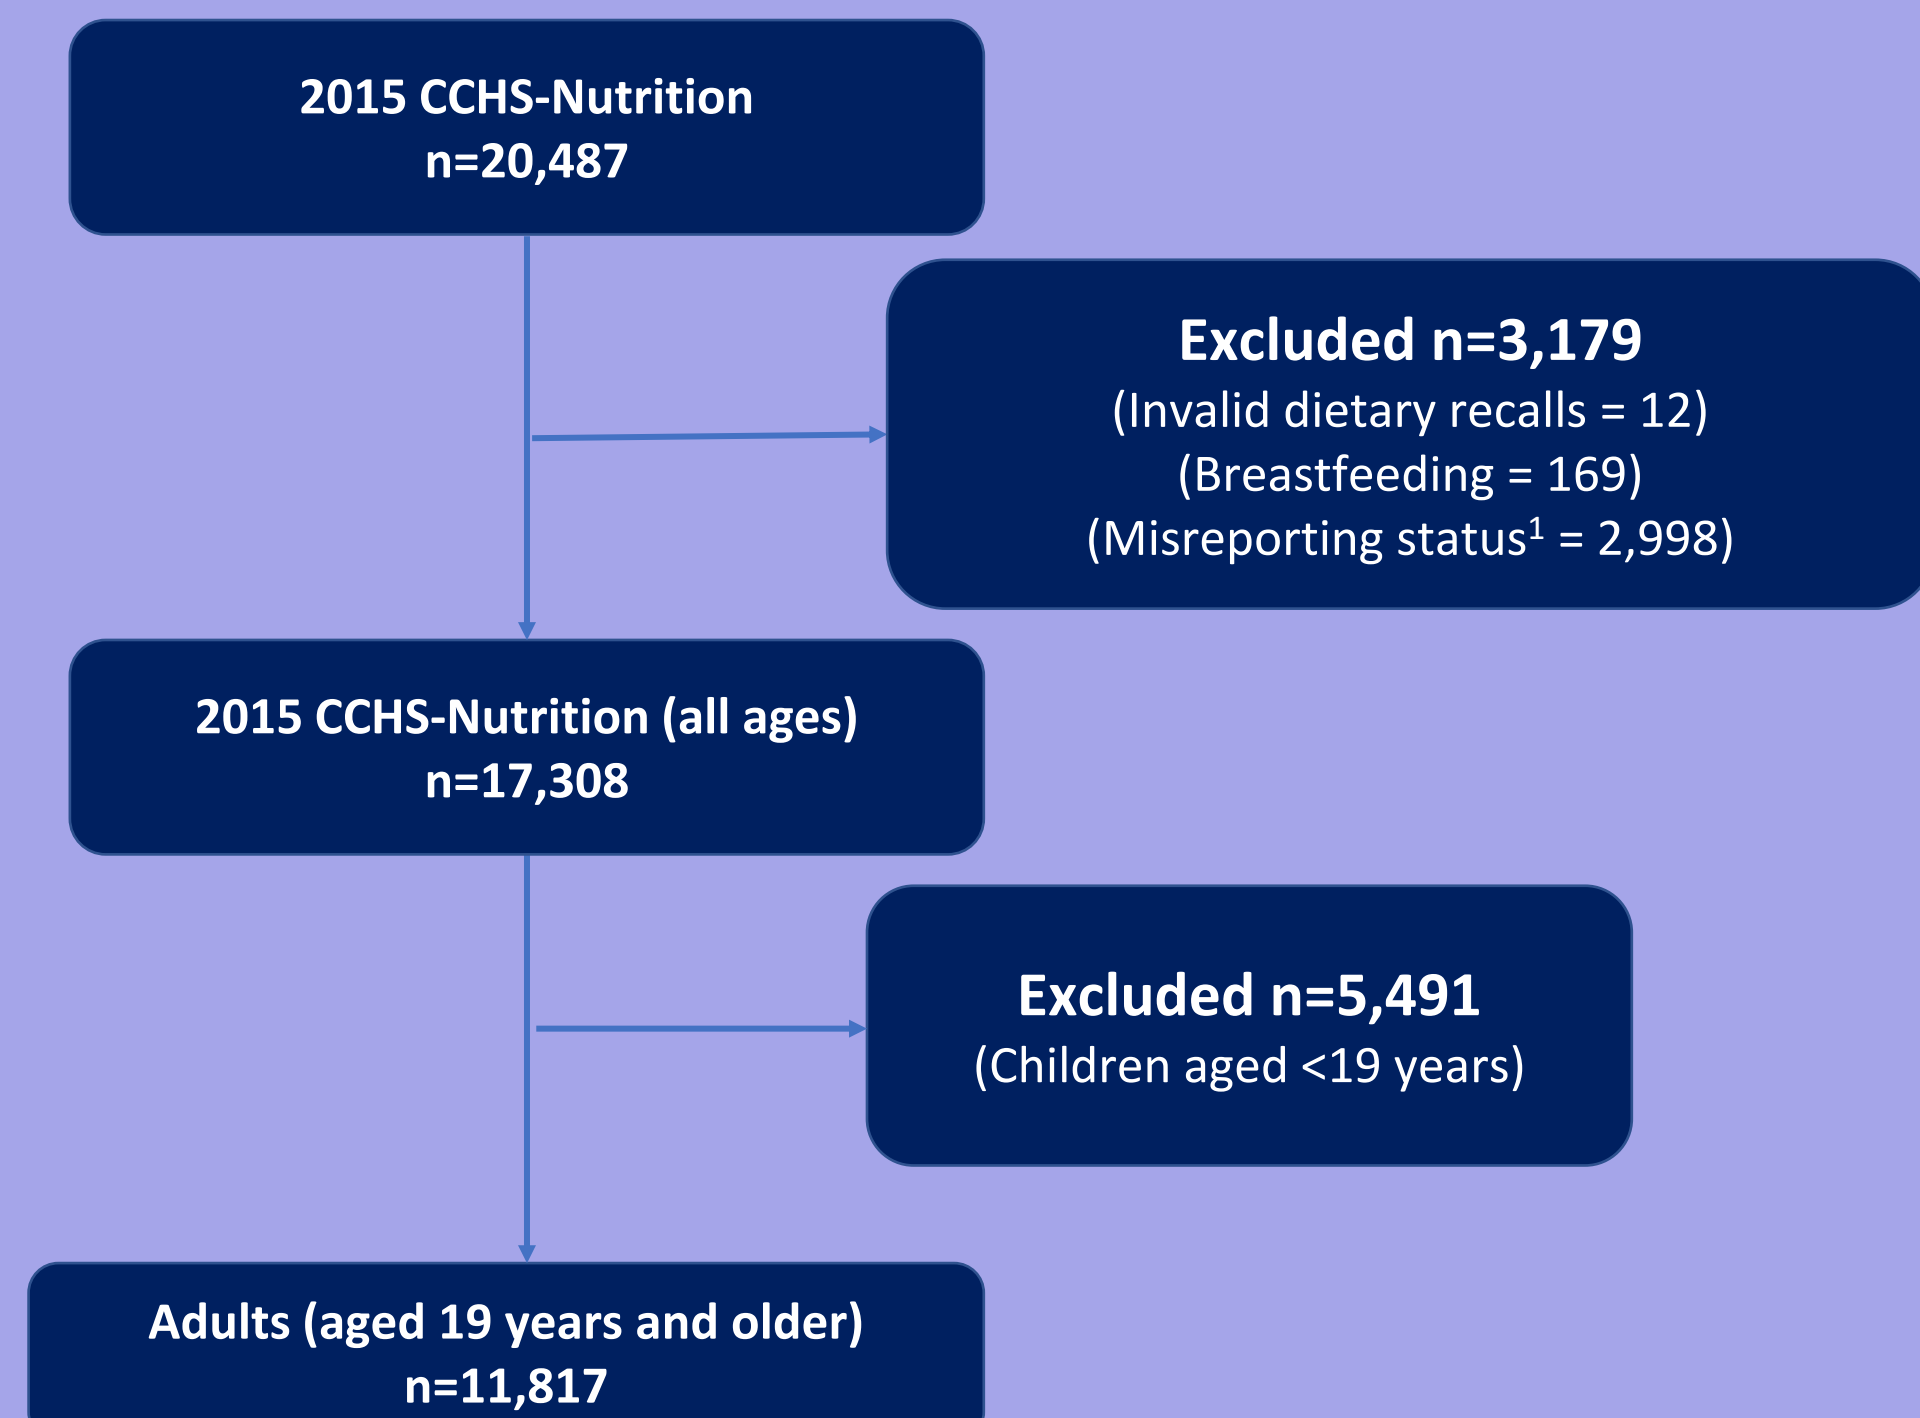 2015 CCHS-Nutrition
n=20,487
Excluded n=3,179
(Invalid dietary recalls = 12)
(Breastfeeding = 169)
(Misreporting status¹ = 2,998)
2015 CCHS-Nutrition (all ages)
n=17,308
Excluded n=5,491
(Children aged <19 years)
Adults (aged 19 years and older)
n=11,817